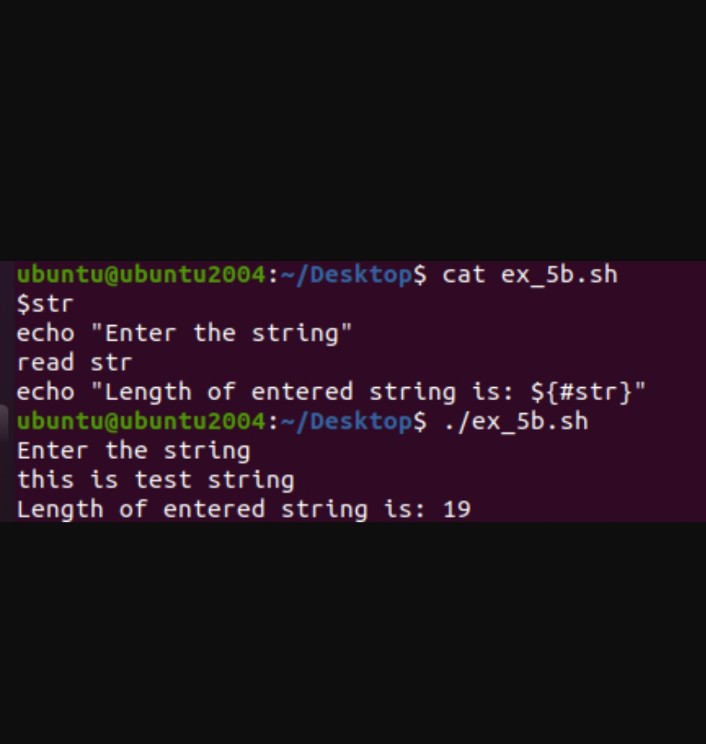 ubuntu@ubuntu2004:~/Desktop$ cat ex_5b.sh
$str
echo "Enter the string"
read str
echo "Length of entered string is: ${#str}"
ubuntu@ubuntu2004:~/Desktop$ ./ex_5b.sh
Enter the string
this is test string
Length of entered string is: 19